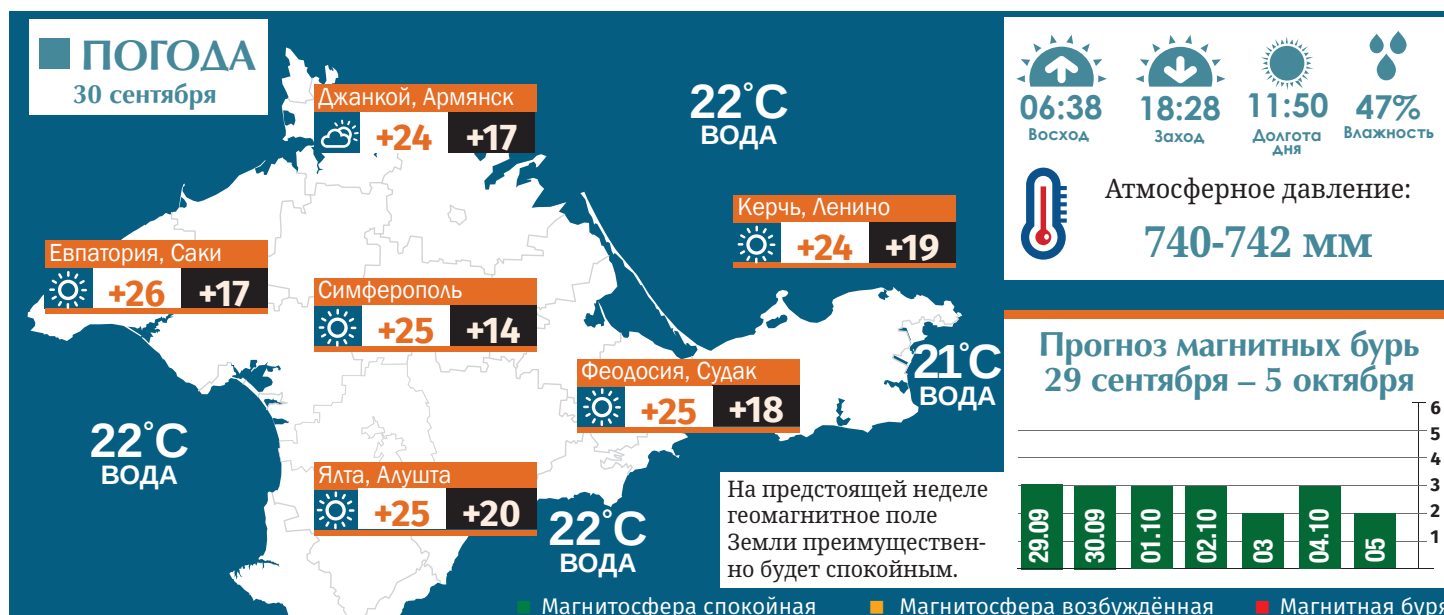 ПОГОДА
30 сентября
Джанкой, Армянск
+24 +17
22°C
ВОДА
Керчь, Ленино
+24 +19
Евпатория, Саки
+26 +17
Симферополь
+25 +14
Феодосия, Судак
+25 +18
21°C
ВОДА
22°C
ВОДА
Ялта, Алушта
+25 +20
22°C
ВОДА
06:38
Восход
18:28
Заход
11:50
Долгота
дня
47%
Влажность
Атмосферное давление:
740-742 мм
Прогноз магнитных бурь
29 сентября – 5 октября
6
5
4
3
2
1
29.09 30.09 01.10 02.10 03 04.10 05
На предстоящей неделе
геомагнитное поле
Земли преимуществен-
но будет спокойным.
Магнитосфера спокойная Магнитосфера возбуждённая Магнитная буря